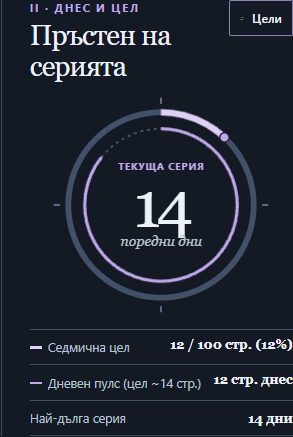 II · ДНЕС И ЦЕЛ
Цели
Пръстен на
серията
ТЕКУЩА СЕРИЯ
14
поредни дни
Седмична цел 12 / 100 стр. (12%)
Дневен пулс (цел ~14 стр.) 12 стр. днес
Най-дълга серия 14 дни